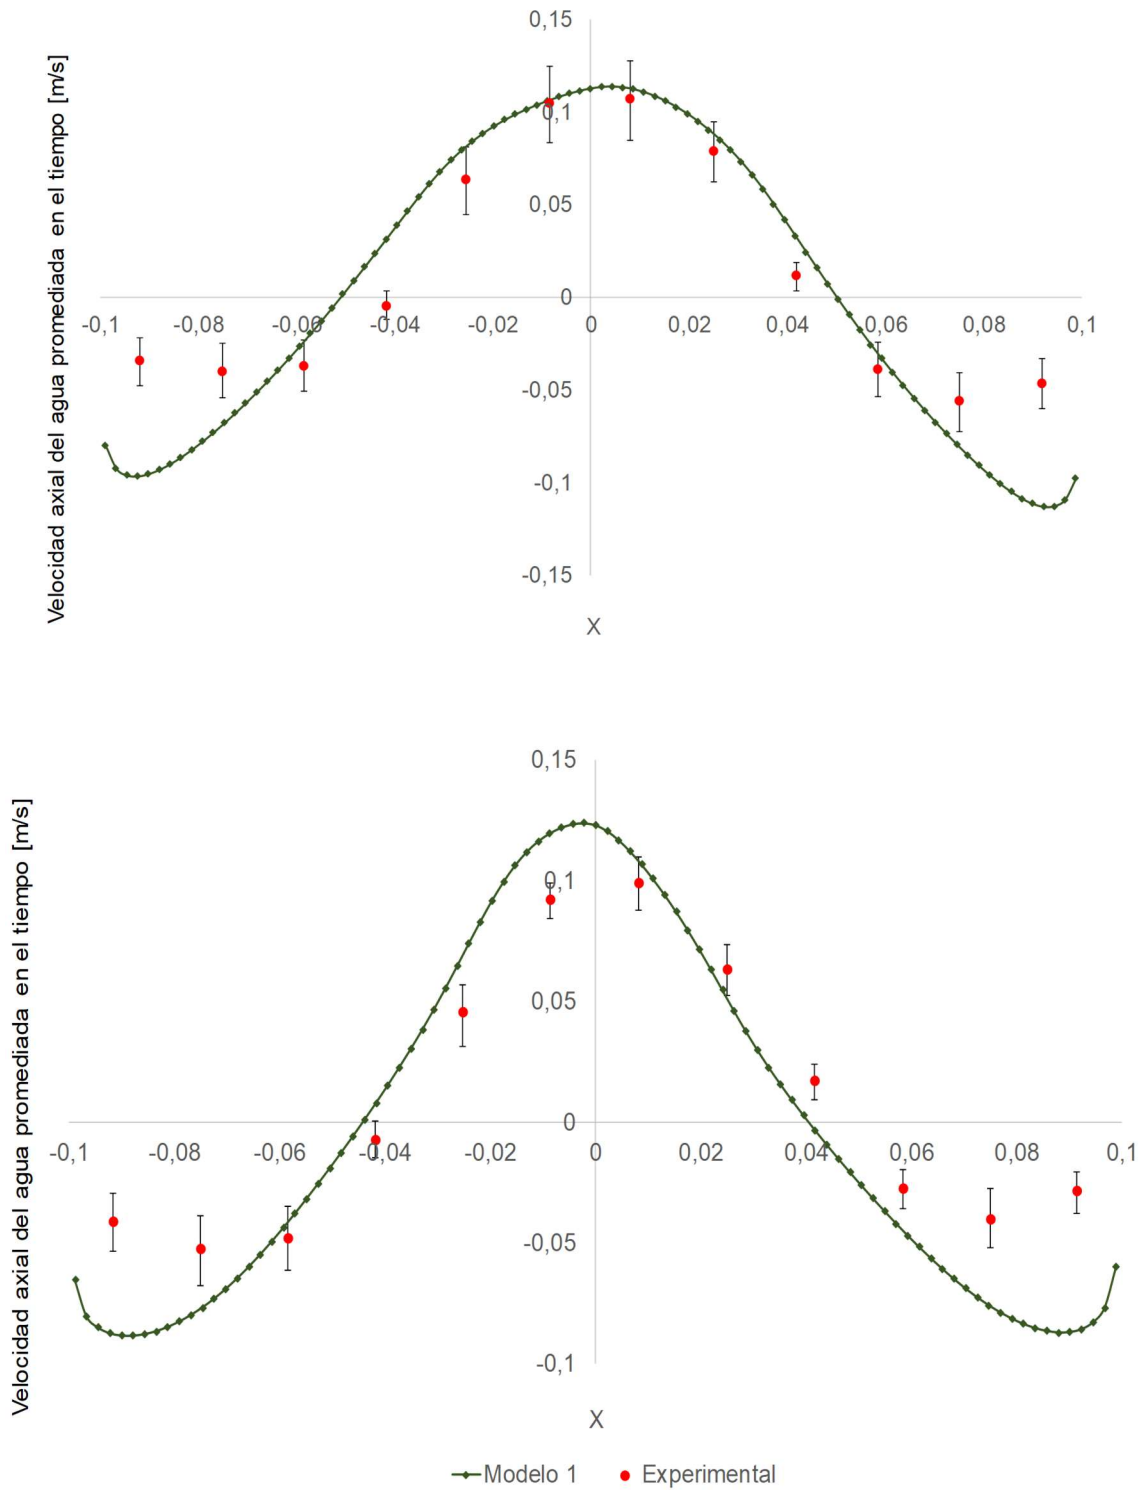 Velocidad axial del agua promediada en el tiempo [m/s]
0,15
0,1
0,05
0
-0,1 -0,08 -0,06 -0,04 -0,02 0 0,02 0,04 0,06 0,08 0,1
-0,05
-0,1
-0,15
X
Velocidad axial del agua promediada en el tiempo [m/s]
0,15
0,1
0,05
0
-0,1 -0,08 -0,06 -0,04 -0,02 0 0,02 0,04 0,06 0,08 0,1
-0,05
-0,1
X
Modelo 1 Experimental